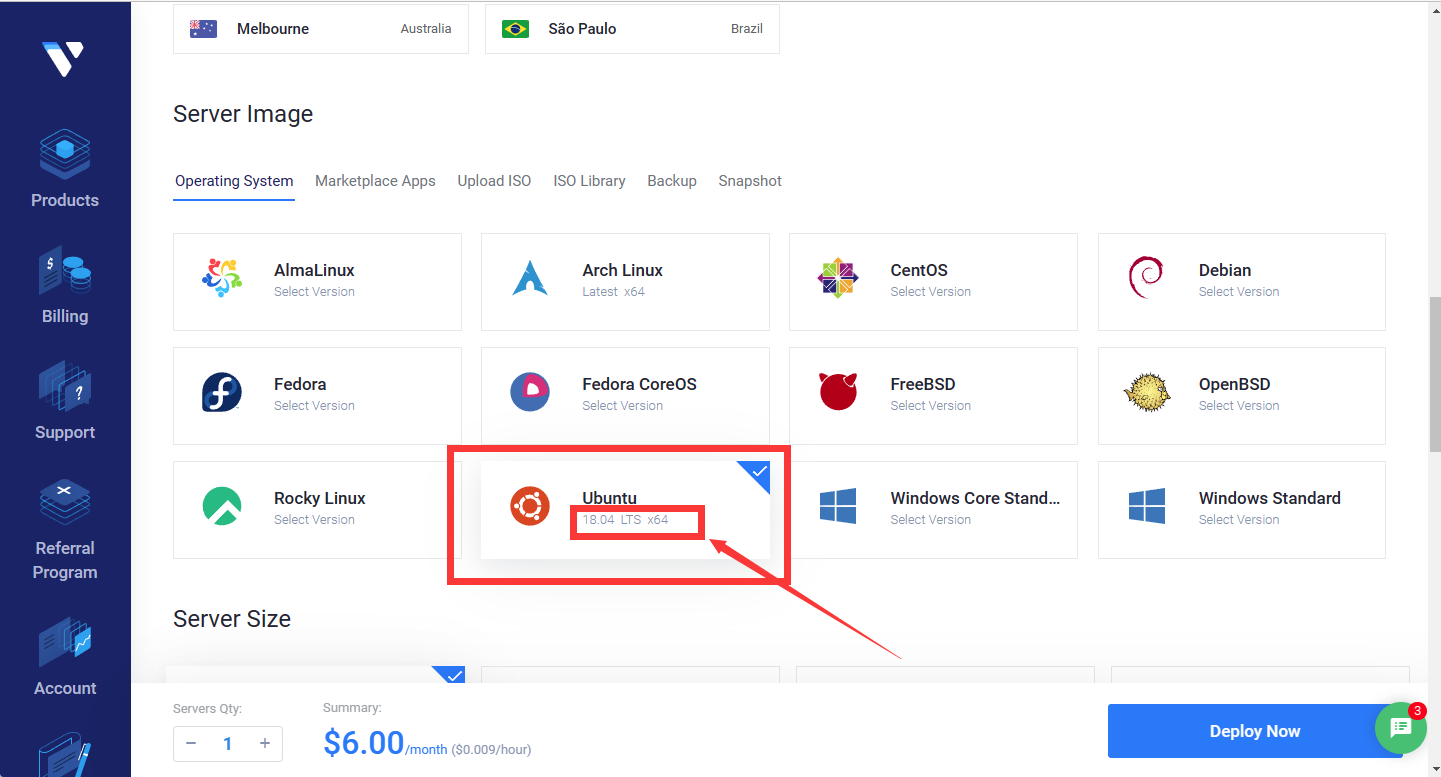 Melbourne Australia
São Paulo Brazil
Server Image
Operating System Marketplace Apps Upload ISO ISO Library Backup Snapshot
AlmaLinux
Select Version
Arch Linux
Latest x64
CentOS
Select Version
Debian
Select Version
Fedora
Select Version
Fedora CoreOS
Select Version
FreeBSD
Select Version
OpenBSD
Select Version
Rocky Linux
Select Version
Ubuntu
18.04 LTS x64
Windows Core Stand...
Select Version
Windows Standard
Select Version
Server Size
Products
$
Billing
?
Support
Referral
Program
Account
Servers Qty:
− 1 +
Summary:
$6.00/month ($0.009/hour)
Deploy Now
3